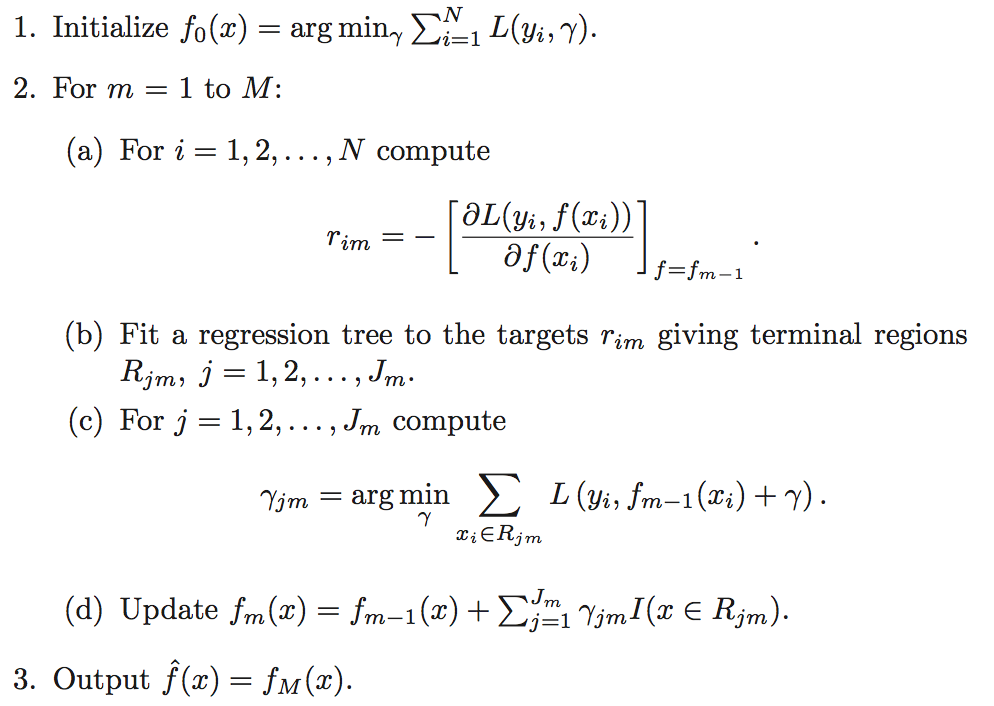 1. Initialize f₀(x) = arg min_γ ∑_{i=1}^{N} L(y_i, γ).
2. For m = 1 to M:
(a) For i = 1, 2, . . . , N compute
r_{im} = − [∂L(y_i, f(x_i)) / ∂f(x_i)]_{f=f_{m−1}} .
(b) Fit a regression tree to the targets r_{im} giving terminal regions
R_{jm}, j = 1, 2, . . . , J_m.
(c) For j = 1, 2, . . . , J_m compute
γ_{jm} = arg min_γ ∑_{x_i∈R_{jm}} L (y_i, f_{m−1}(x_i) + γ) .
(d) Update f_m(x) = f_{m−1}(x) + ∑_{j=1}^{J_m} γ_{jm} I(x ∈ R_{jm}).
3. Output f̂(x) = f_M(x).